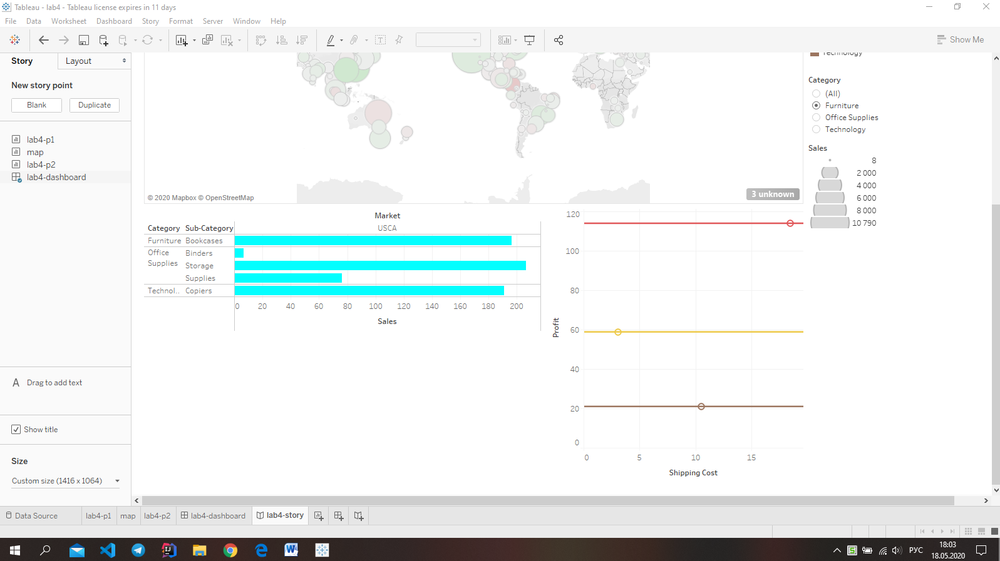 Tableau - lab4 - Tableau license expires in 11 days
File Data Worksheet Dashboard Story Format Server Window Help
Show Me
Story Layout
New story point
Blank Duplicate
lab4-p1
map
lab4-p2
lab4-dashboard
A Drag to add text
Show title
Size
Custom size (1416 x 1064)
© 2020 Mapbox © OpenStreetMap
3 unknown
Technology
Category
(All)
Furniture
Office Supplies
Technology
Sales
8
2 000
4 000
6 000
8 000
10 790
Market
Category Sub-Category USCA
Furniture Bookcases
Office Supplies Binders
Storage
Supplies
Technol.. Copiers
0 20 40 60 80 100 120 140 160 180 200
Sales
120
100
80
60
40
20
0
Profit
0 5 10 15
Shipping Cost
Data Source lab4-p1 map lab4-p2 lab4-dashboard lab4-story
РУС
18:03
18.05.2020